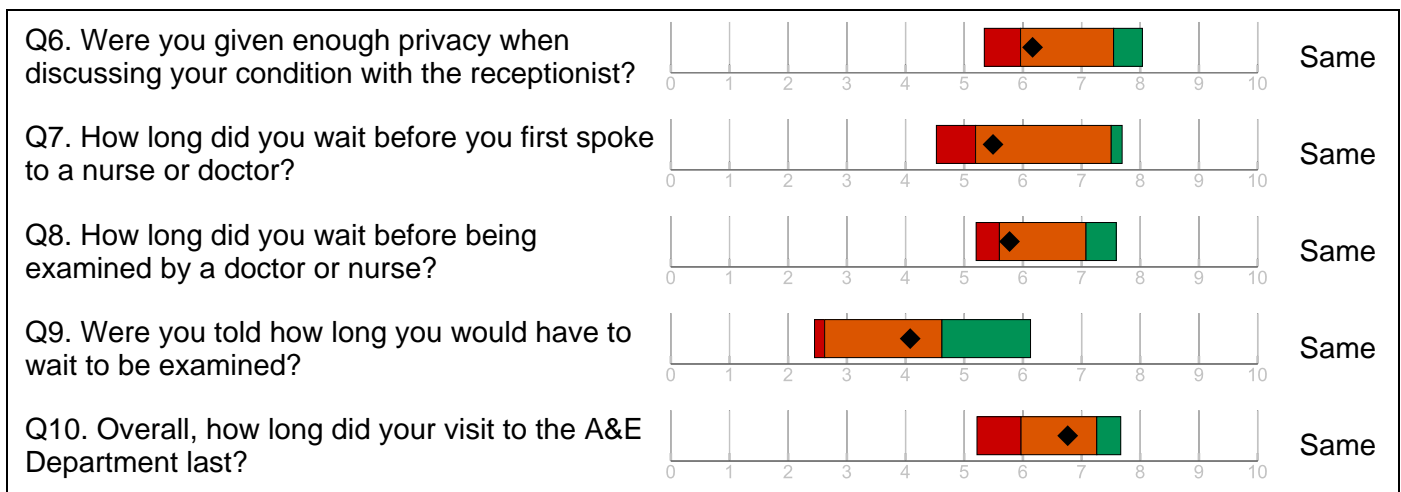 Q6. Were you given enough privacy when
discussing your condition with the receptionist?
0 1 2 3 4 5 6 7 8 9 10
Same
Q7. How long did you wait before you first spoke
to a nurse or doctor?
0 1 2 3 4 5 6 7 8 9 10
Same
Q8. How long did you wait before being
examined by a doctor or nurse?
0 1 2 3 4 5 6 7 8 9 10
Same
Q9. Were you told how long you would have to
wait to be examined?
0 1 2 3 4 5 6 7 8 9 10
Same
Q10. Overall, how long did your visit to the A&E
Department last?
0 1 2 3 4 5 6 7 8 9 10
Same